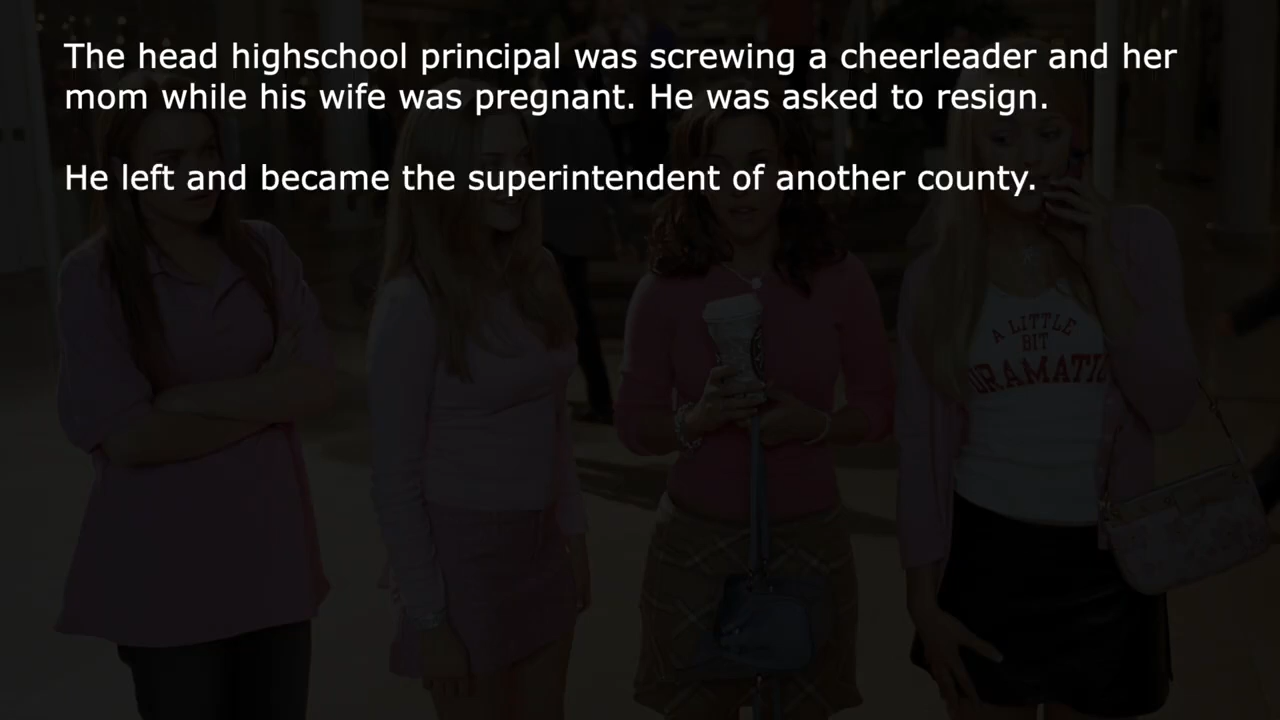 The head highschool principal was screwing a cheerleader and her
mom while his wife was pregnant. He was asked to resign.
He left and became the superintendent of another county.
A LITTLE
BIT
DRAMATIC